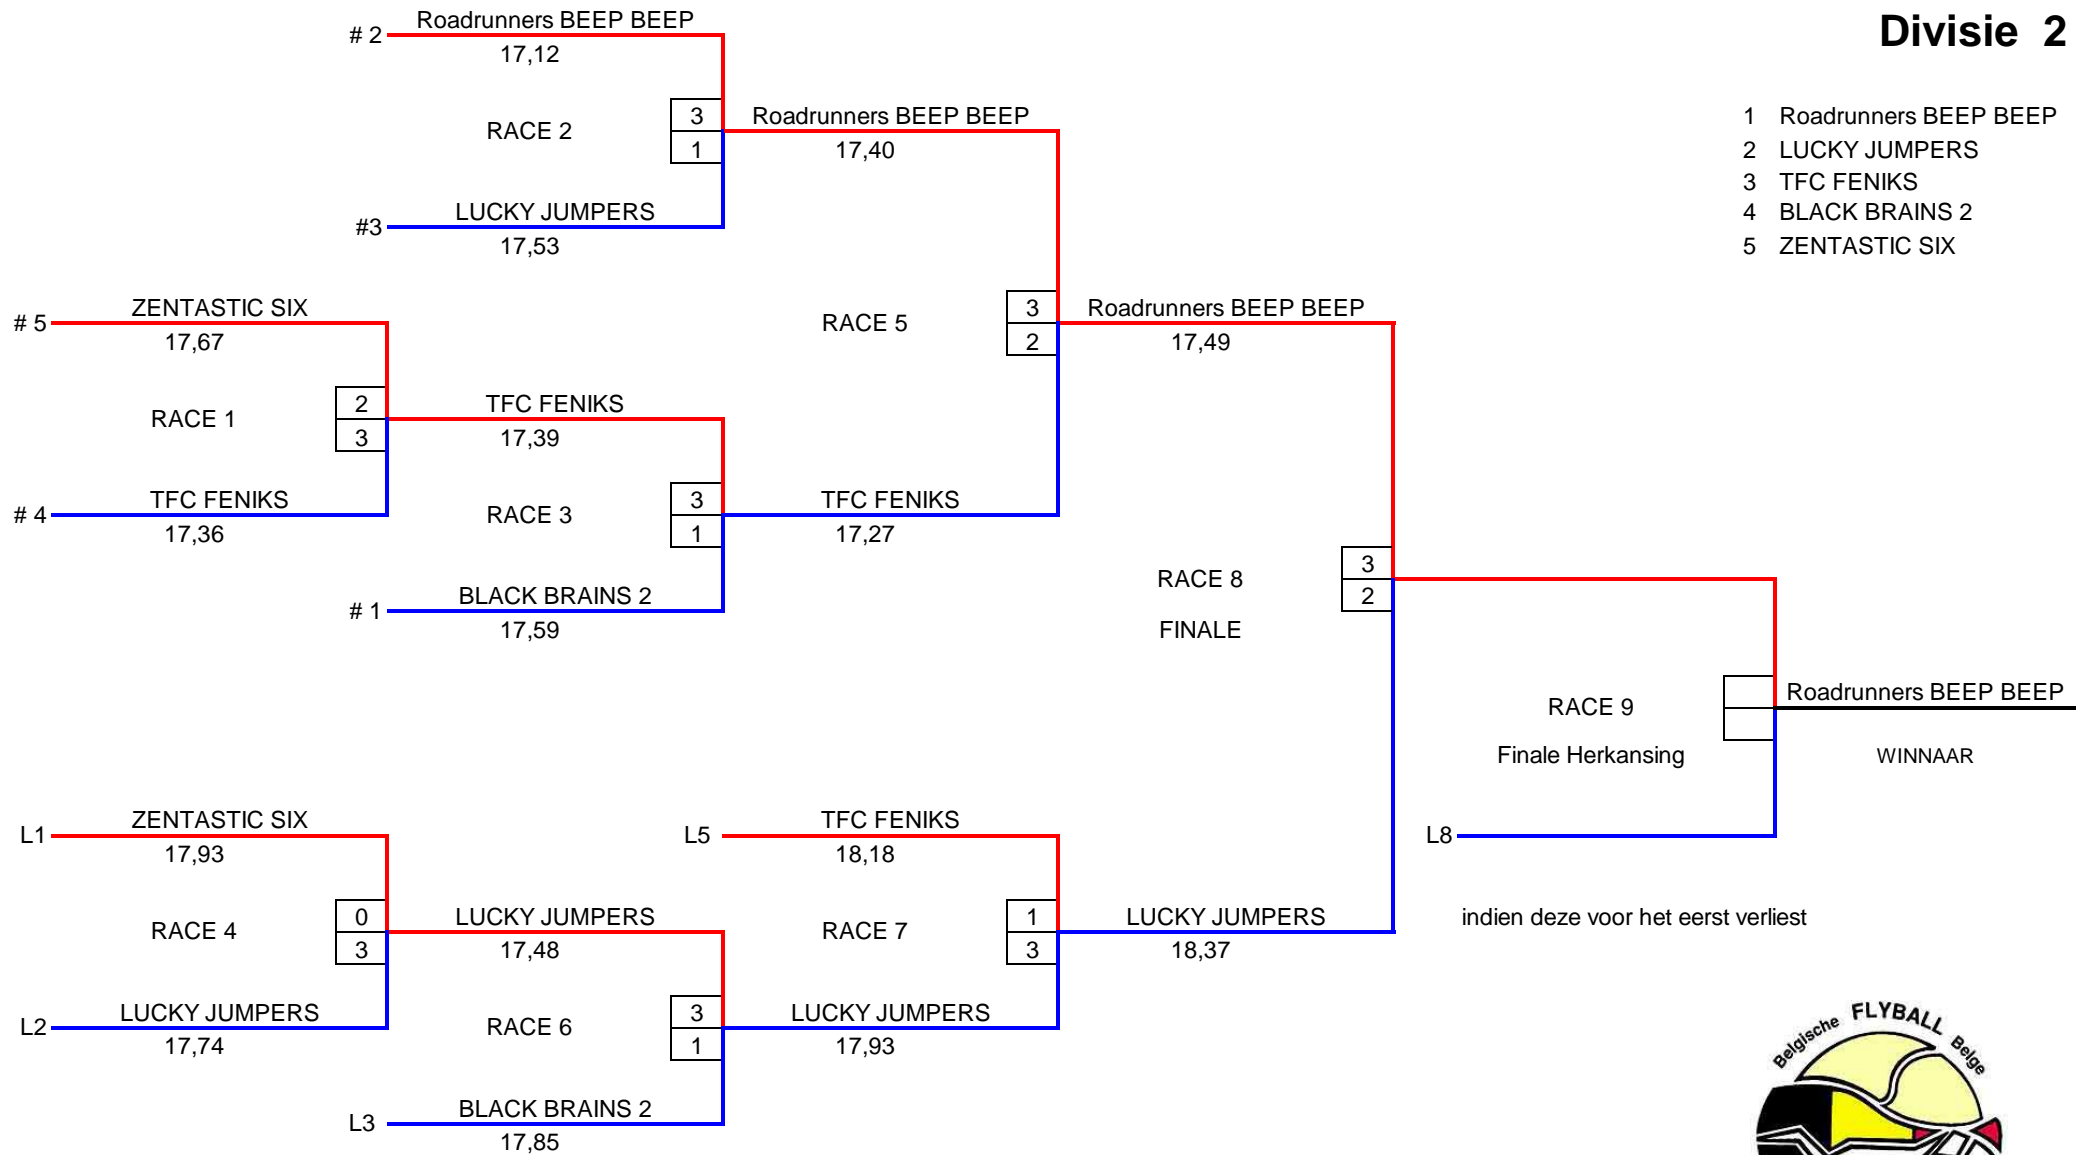 Divisie 2
1 Roadrunners BEEP BEEP
2 LUCKY JUMPERS
3 TFC FENIKS
4 BLACK BRAINS 2
5 ZENTASTIC SIX
# 2
Roadrunners BEEP BEEP
17,12
RACE 2
3
1
#3
LUCKY JUMPERS
17,53
Roadrunners BEEP BEEP
17,40
# 5
ZENTASTIC SIX
17,67
RACE 1
2
3
# 4
TFC FENIKS
17,36
TFC FENIKS
17,39
RACE 3
3
1
# 1
BLACK BRAINS 2
17,59
TFC FENIKS
17,27
RACE 5
3
2
Roadrunners BEEP BEEP
17,49
RACE 8
FINALE
3
2
RACE 9
Finale Herkansing
Roadrunners BEEP BEEP
WINNAAR
L8
indien deze voor het eerst verliest
L1
ZENTASTIC SIX
17,93
RACE 4
0
3
L2
LUCKY JUMPERS
17,74
LUCKY JUMPERS
17,48
RACE 6
3
1
L3
BLACK BRAINS 2
17,85
L5
TFC FENIKS
18,18
RACE 7
1
3
LUCKY JUMPERS
17,93
LUCKY JUMPERS
18,37
Belgische FLYBALL Belge